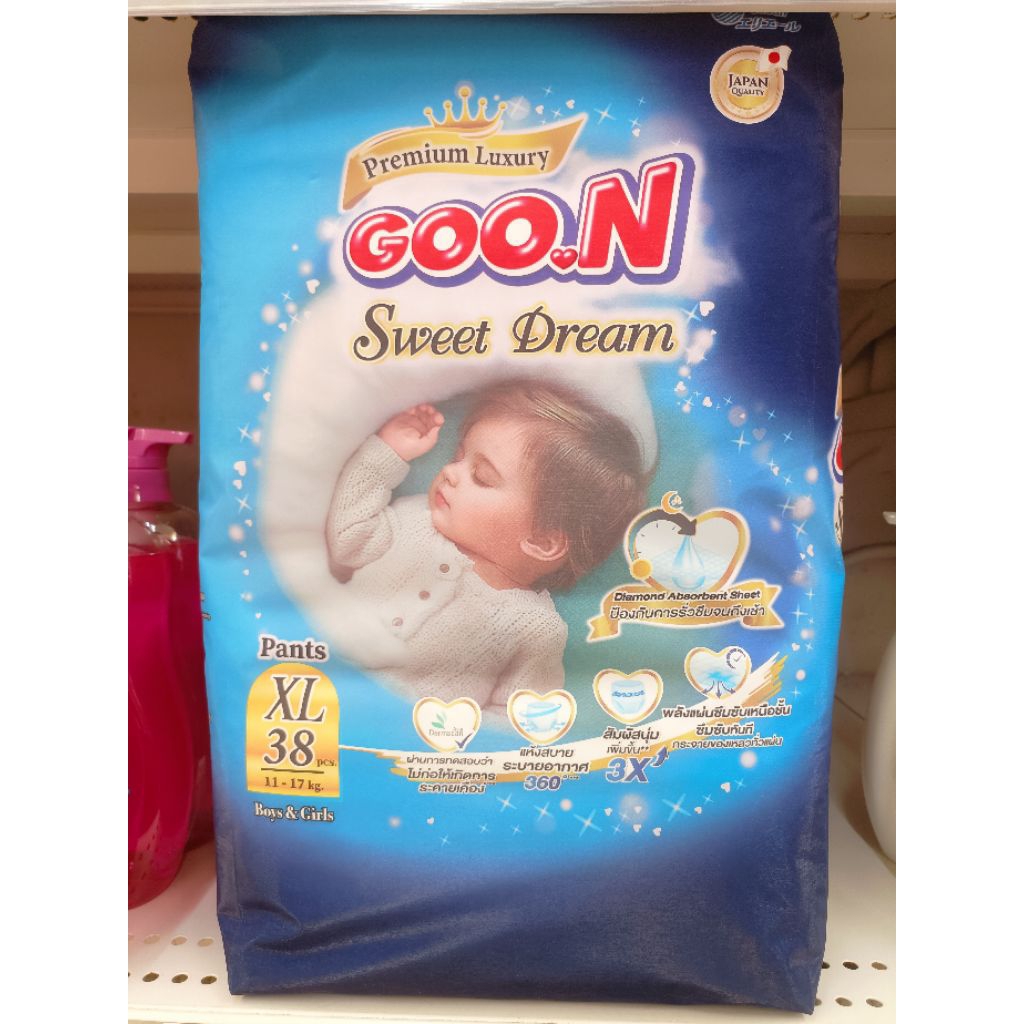 エリエール
JAPAN
QUALITY
Premium Luxury
GOO.N
Sweet Dream
Diamond Absorbent Sheet
ป้องกันการรั่วซึมจนถึงเช้า
Pants
XL
38 pcs.
11 - 17 kg.
Boys & Girls
ผ่านการทดสอบว่า
ไม่ก่อให้เกิดการ
ระคายเคือง
แห้งสบาย
ระบายอากาศ
360
สัมผัสนุ่ม
เพิ่มขึ้น**
3X
พลังแผ่นซึมซับเหนือชั้น
ซึมซับทันที
กระจายของเหลวทั่วแผ่น